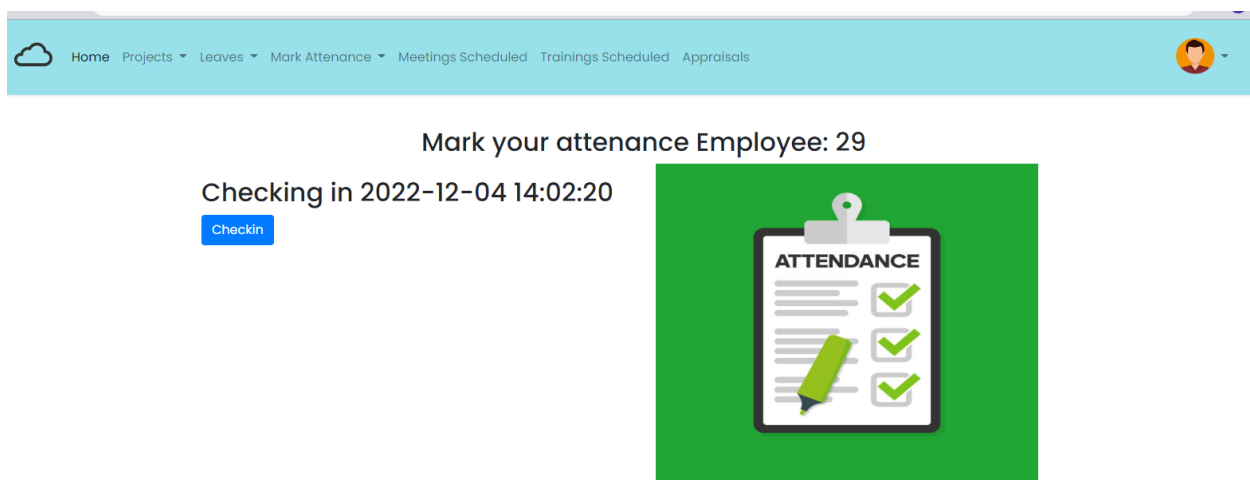 Home Projects Leaves Mark Attenance Meetings Scheduled Trainings Scheduled Appraisals
Mark your attenance Employee: 29
Checking in 2022-12-04 14:02:20
Checkin
ATTENDANCE